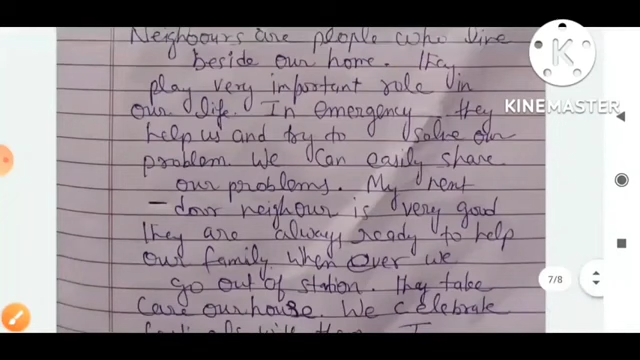 Neighbours are people who live
beside our home. They
play very important role in
our life. In emergency they
help us and try to solve our
problem. We can easily share
our problems. My next
door neighour is very good
They are always ready to help
our family. When Over we
go out of station. They take
care our house. We celebrate
K
KINEMASTER
7/8